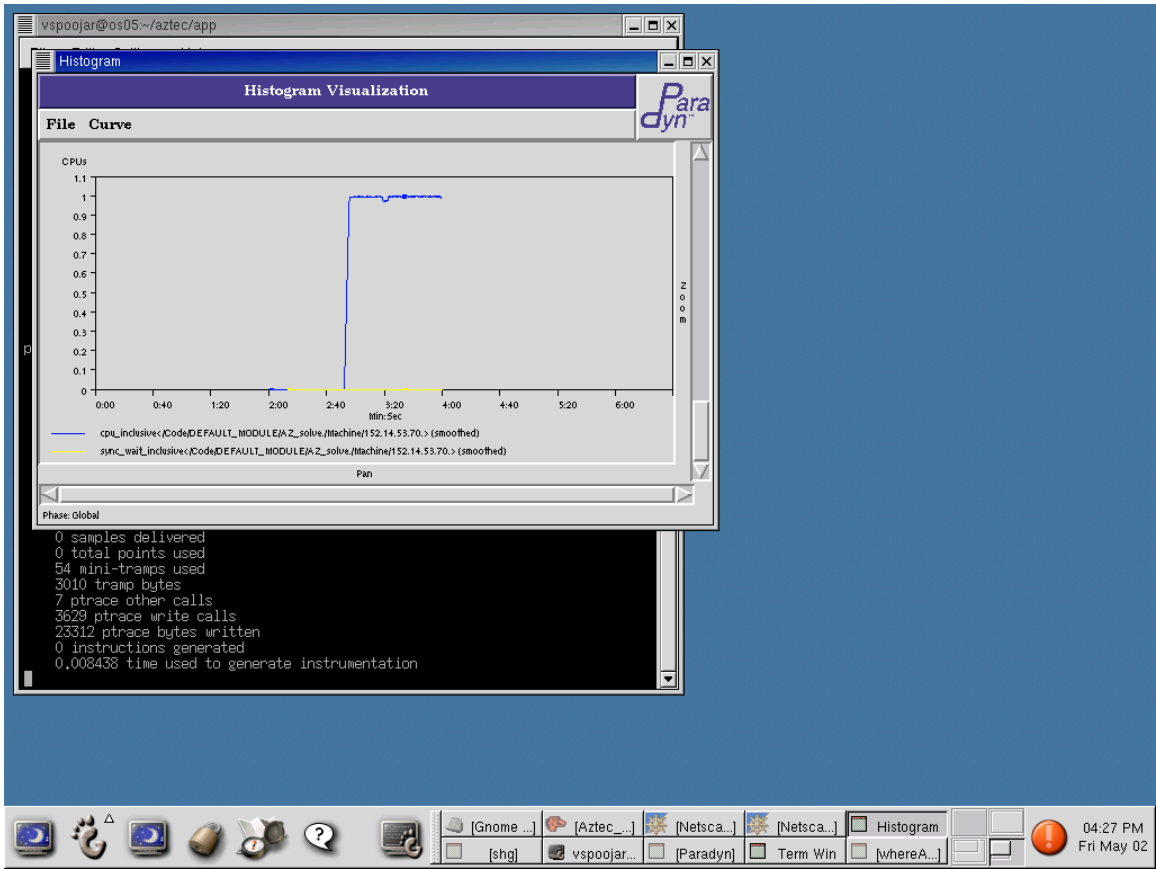 vspoojar@os05:~/aztec/app
Histogram
Histogram Visualization
Para
dyn™
File Curve
CPUs
1.1
1
0.9
0.8
0.7
0.6
0.5
0.4
0.3
0.2
0.1
0
0:00 0:40 1:20 2:00 2:40 3:20 4:00 4:40 5:20 6:00
Min:Sec
Zoom
cpu_inclusive</Code/DEFAULT_MODULE/AZ_solve,/Machine/152.14.53.70,> (smoothed)
sync_wait_inclusive</Code/DEFAULT_MODULE/AZ_solve,/Machine/152.14.53.70,> (smoothed)
Pan
Phase: Global
p
0 samples delivered
0 total points used
54 mini-tramps used
3010 tramp bytes
7 ptrace other calls
3629 ptrace write calls
23312 ptrace bytes written
0 instructions generated
0.008438 time used to generate instrumentation
[Gnome ...] [Aztec_...] [Netsca...] [Netsca...] Histogram
[shg] vspoojar... [Paradyn] Term Win [whereA...]
04:27 PM
Fri May 02